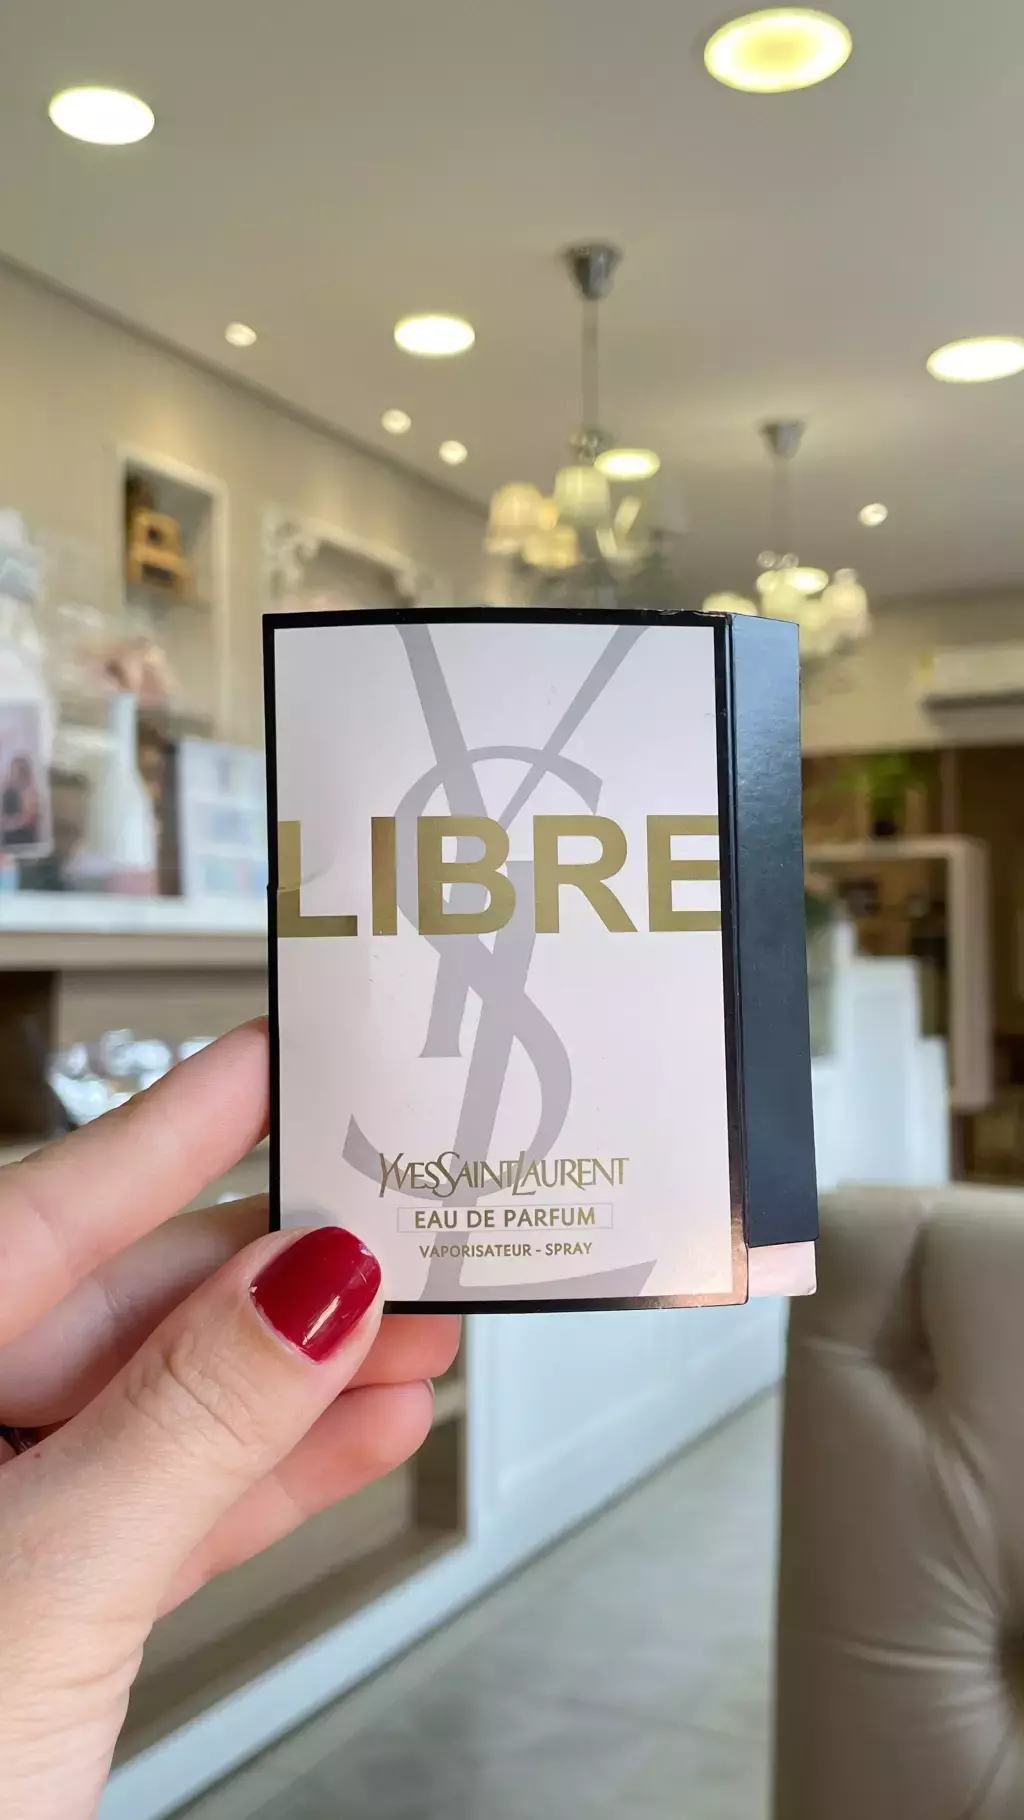 LIBRE
YVESSAINTLAURENT
EAU DE PARFUM
VAPORISATEUR - SPRAY